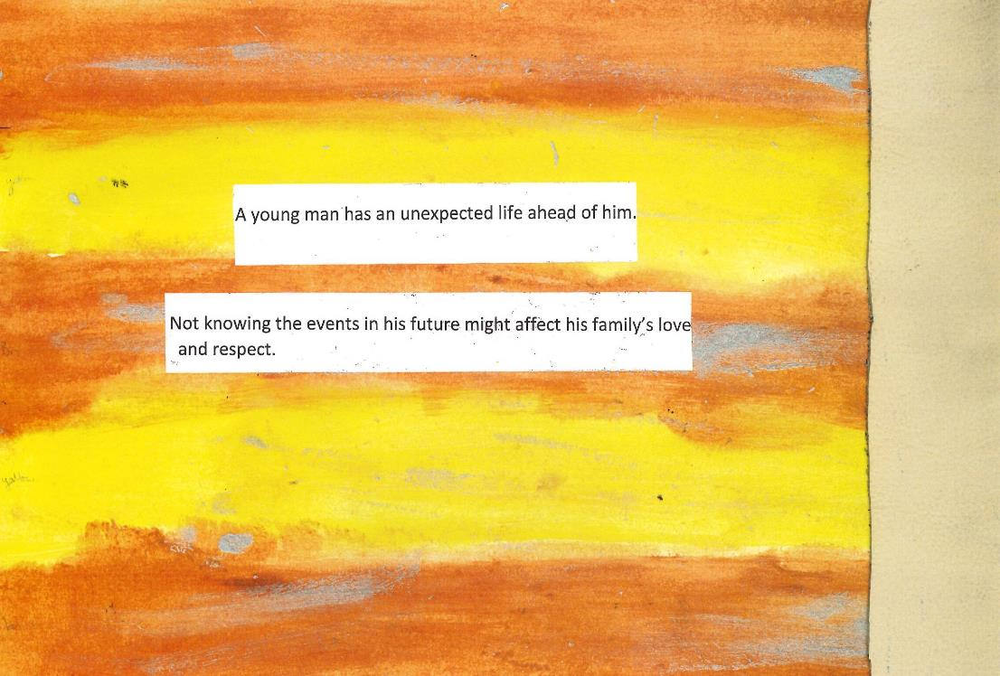 A young man has an unexpected life ahead of him.
Not knowing the events in his future might affect his family’s love
and respect.